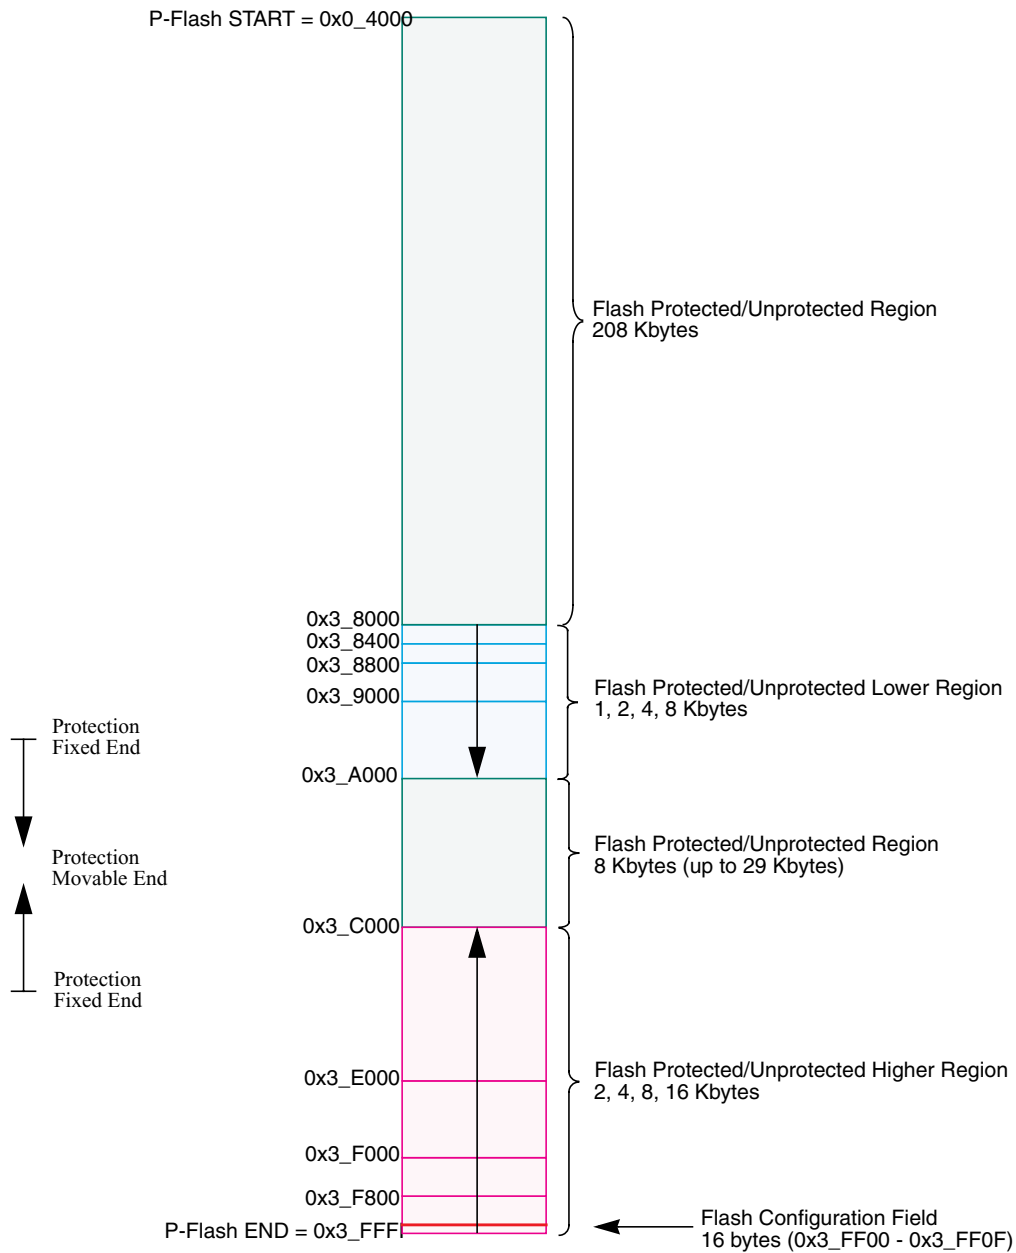 P-Flash START = 0x0_4000
Flash Protected/Unprotected Region
208 Kbytes
0x3_8000
0x3_8400
0x3_8800
0x3_9000
Flash Protected/Unprotected Lower Region
1, 2, 4, 8 Kbytes
Protection
Fixed End
0x3_A000
Protection
Movable End
Flash Protected/Unprotected Region
8 Kbytes (up to 29 Kbytes)
0x3_C000
Protection
Fixed End
0x3_E000
Flash Protected/Unprotected Higher Region
2, 4, 8, 16 Kbytes
0x3_F000
0x3_F800
P-Flash END = 0x3_FFF
Flash Configuration Field
16 bytes (0x3_FF00 - 0x3_FF0F)